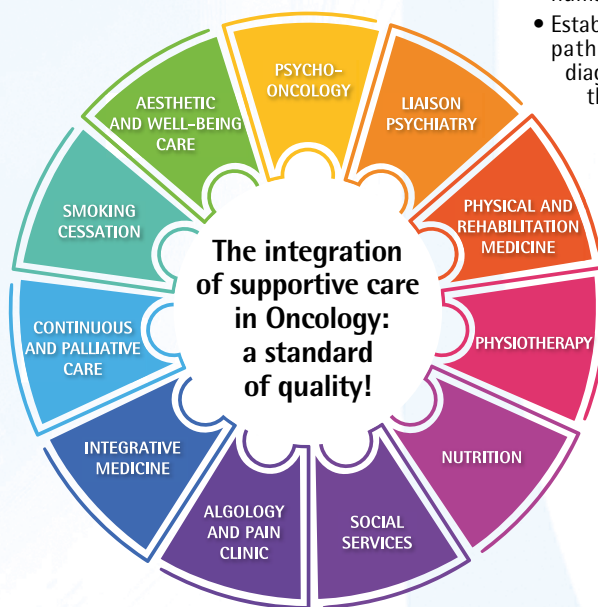 • Estab
path
diag
th
PSYCHO-
ONCOLOGY
LIAISON
PSYCHIATRY
PHYSICAL AND
REHABILITATION
MEDICINE
PHYSIOTHERAPY
NUTRITION
SOCIAL
SERVICES
ALGOLOGY
AND PAIN
CLINIC
INTEGRATIVE
MEDICINE
CONTINUOUS
AND PALLIATIVE
CARE
SMOKING
CESSATION
AESTHETIC
AND WELL-BEING
CARE
The integration
of supportive care
in Oncology:
a standard
of quality!